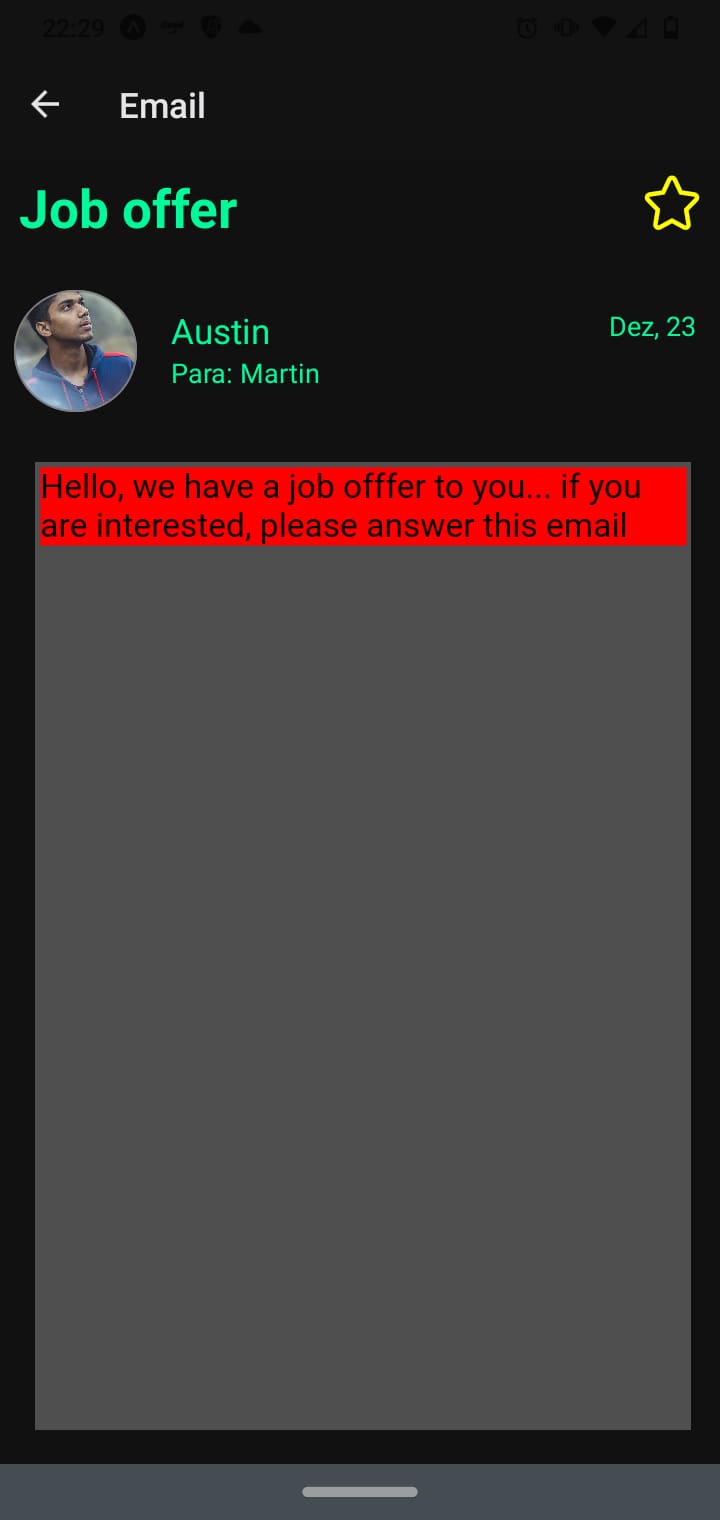 22:29
Email
Job offer
Austin
Dez, 23
Para: Martin
Hello, we have a job offfer to you... if you
are interested, please answer this email